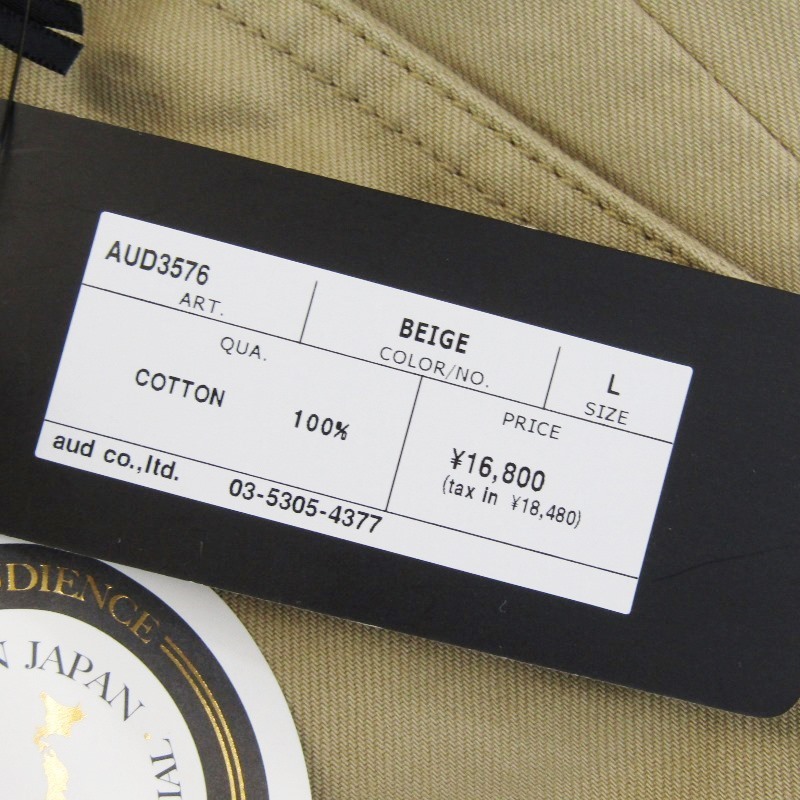 AUD3576
ART.
BEIGE
COLOR/NO.
L
SIZE
QUA.
COTTON 100%
PRICE
¥16,800
(tax in ¥18,480)
aud co.,ltd. 03-5305-4377
JAPAN